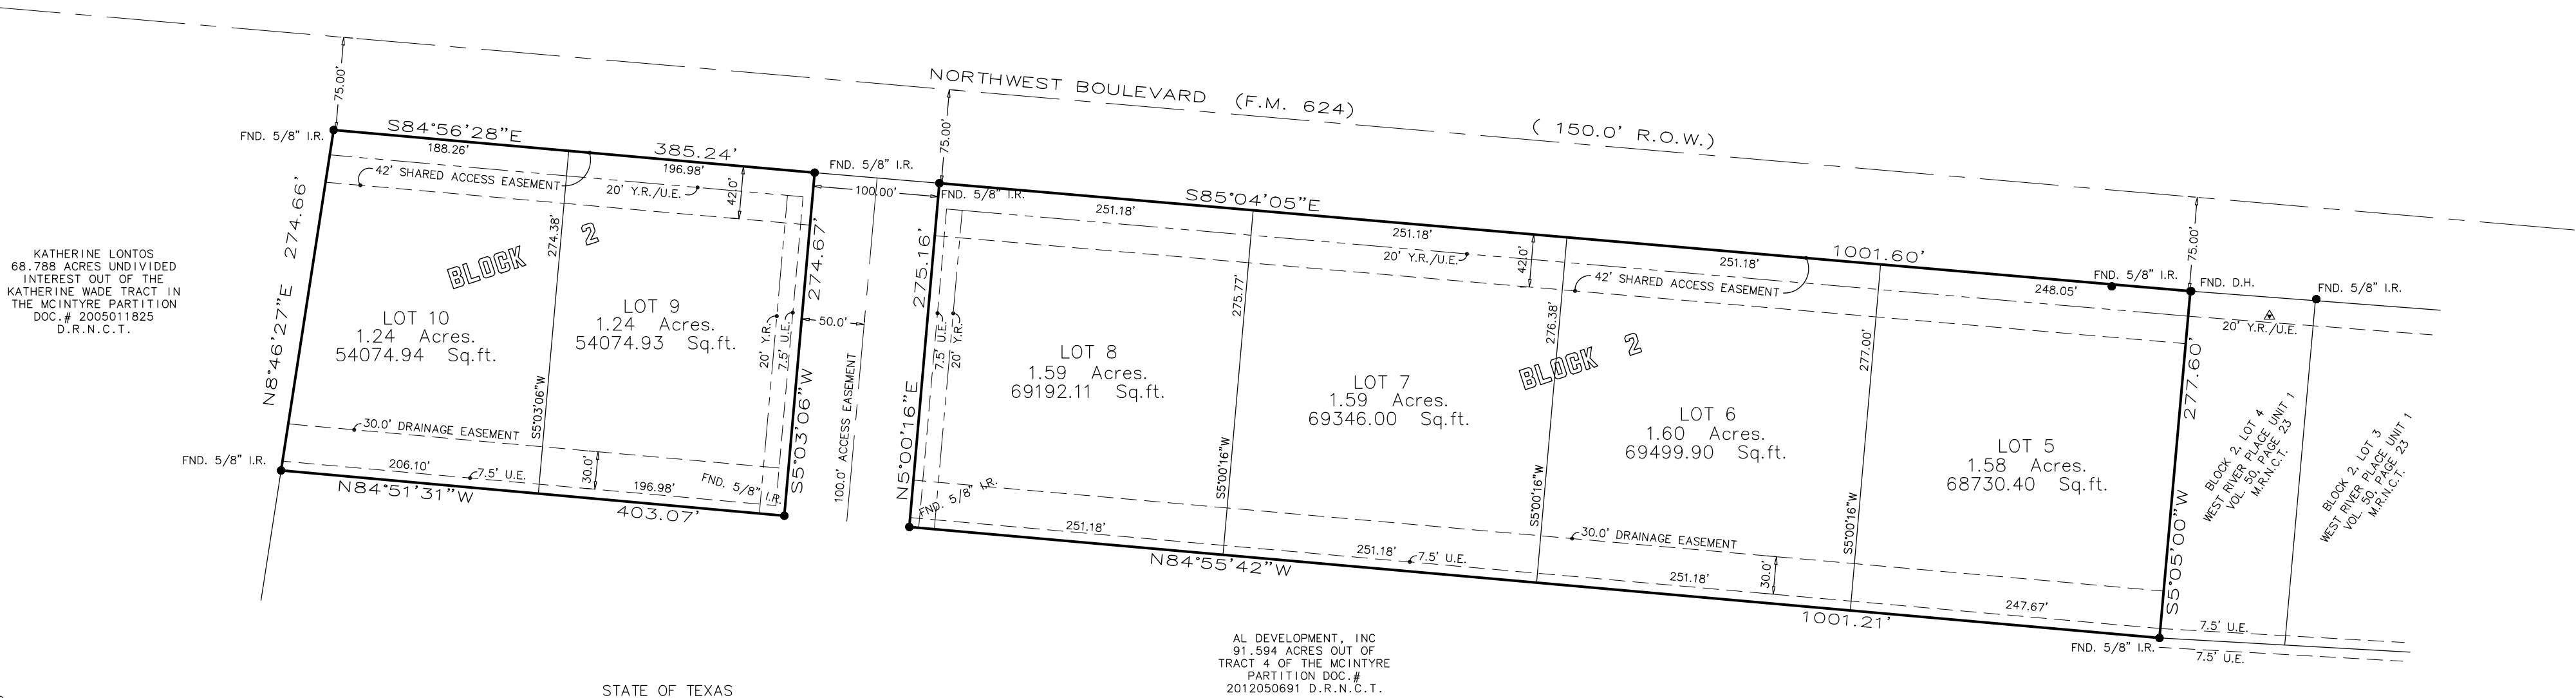 NORTHWEST BOULEVARD (F.M. 624)
( 150.0' R.O.W.)
75.00'
75.00'
75.00'
FND. 5/8" I.R.
S84°56'28"E
385.24'
188.26'
196.98'
42' SHARED ACCESS EASEMENT
20' Y.R./U.E.
42.0'
FND. 5/8" I.R.
100.00'
FND. 5/8" I.R.
KATHERINE LONTOS
68.788 ACRES UNDIVIDED
INTEREST OUT OF THE
KATHERINE WADE TRACT IN
THE MCINTYRE PARTITION
DOC.# 2005011825
D.R.N.C.T.
N8°46'27"E 274.66'
BLOCK 2
LOT 10
1.24 Acres.
54074.94 Sq.ft.
274.38'
S5°03'06"W
LOT 9
1.24 Acres.
54074.93 Sq.ft.
20' Y.R.
7.5' U.E.
274.67'
S5°03'06"W
50.0'
100.0' ACCESS EASEMENT
30.0' DRAINAGE EASEMENT
30.0'
FND. 5/8" I.R.
206.10'
7.5' U.E.
196.98'
FND. 5/8" I.R.
N84°51'31"W
403.07'
S85°04'05"E
1001.60'
251.18'
251.18'
251.18'
248.05'
20' Y.R./U.E.
42.0'
42' SHARED ACCESS EASEMENT
FND. 5/8" I.R.
FND. D.H.
FND. 5/8" I.R.
20' Y.R./U.E.
275.16'
N5°00'16"E
7.5' U.E.
20' Y.R.
LOT 8
1.59 Acres.
69192.11 Sq.ft.
275.77'
S5°00'16"W
LOT 7
1.59 Acres.
69346.00 Sq.ft.
276.38'
S5°00'16"W
BLOCK 2
LOT 6
1.60 Acres.
69499.90 Sq.ft.
277.00'
S5°00'16"W
LOT 5
1.58 Acres.
68730.40 Sq.ft.
277.60'
S5°05'00"W
BLOCK 2, LOT 4
WEST RIVER PLACE UNIT 1
VOL. 50, PAGE 23
M.R.N.C.T.
BLOCK 2, LOT 3
WEST RIVER PLACE UNIT 1
VOL. 50, PAGE 23
M.R.N.C.T.
FND. 5/8" I.R.
251.18'
251.18'
7.5' U.E.
30.0' DRAINAGE EASEMENT
251.18'
30.0'
247.67'
N84°55'42"W
1001.21'
FND. 5/8" I.R.
7.5' U.E.
7.5' U.E.
AL DEVELOPMENT, INC
91.594 ACRES OUT OF
TRACT 4 OF THE MCINTYRE
PARTITION DOC.#
2012050691 D.R.N.C.T.
STATE OF TEXAS